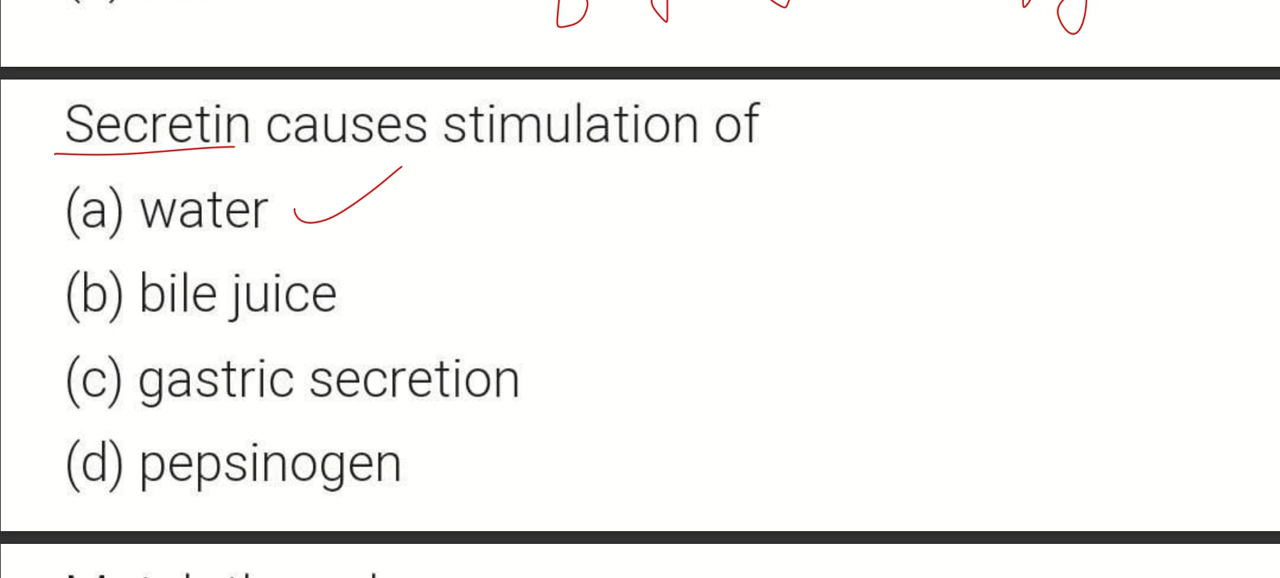 Secretin causes stimulation of
(a) water
(b) bile juice
(c) gastric secretion
(d) pepsinogen